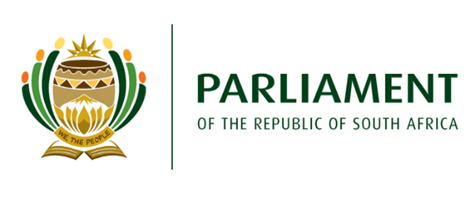 WE THE PEOPLE
PARLIAMENT
OF THE REPUBLIC OF SOUTH AFRICA